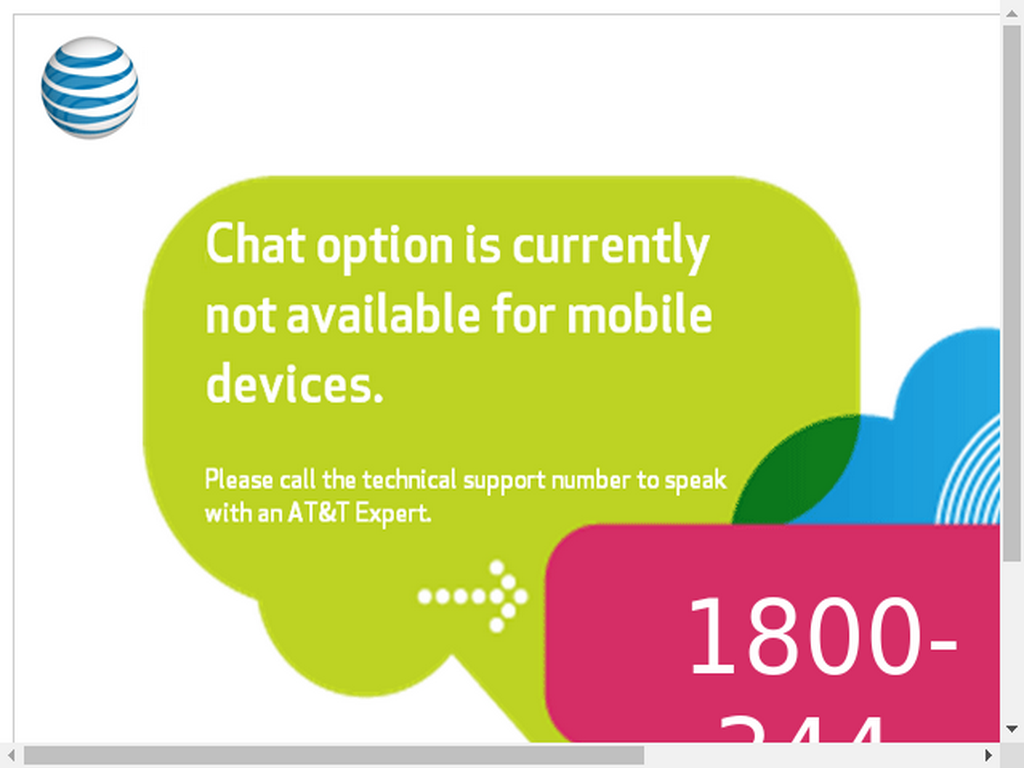 Chat option is currently
not available for mobile
devices.
Please call the technical support number to speak
with an AT&T Expert.
1800-